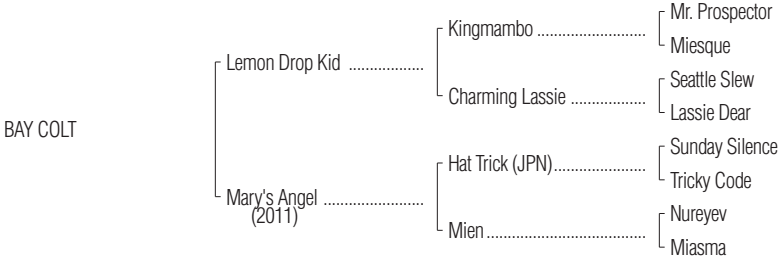 Mr. Prospector
Kingmambo ..........................
Miesque
Lemon Drop Kid ..................
Seattle Slew
Charming Lassie ..................
Lassie Dear
BAY COLT
Sunday Silence
Hat Trick (JPN)......................
Tricky Code
Mary's Angel ........................
(2011)
Nureyev
Mien......................................
Miasma